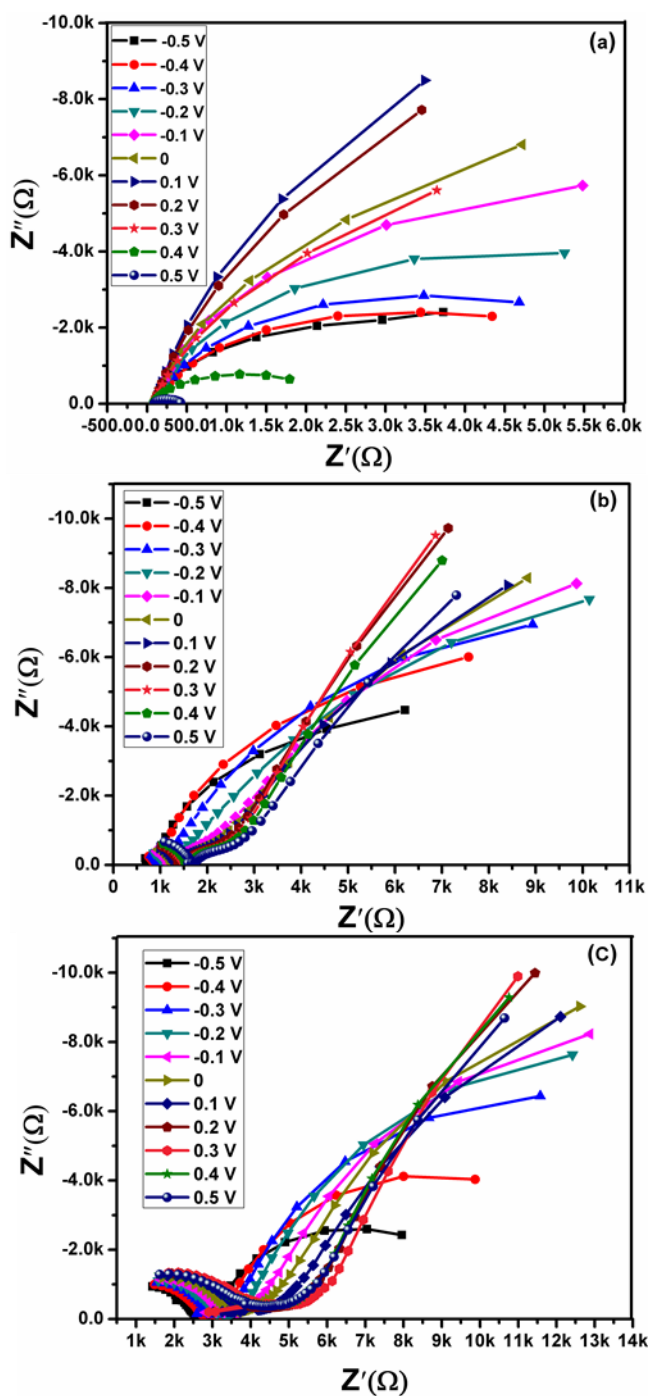 (a)
-0.5 V
-0.4 V
-0.3 V
-0.2 V
-0.1 V
0
0.1 V
0.2 V
0.3 V
0.4 V
0.5 V
-10.0k
-8.0k
-6.0k
-4.0k
-2.0k
0.0
Z″(Ω)
-500.00 500.01.0k 1.5k 2.0k 2.5k 3.0k 3.5k 4.0k 4.5k 5.0k 5.5k 6.0k
Z′(Ω)
(b)
-0.5 V
-0.4 V
-0.3 V
-0.2 V
-0.1 V
0
0.1 V
0.2 V
0.3 V
0.4 V
0.5 V
-10.0k
-8.0k
-6.0k
-4.0k
-2.0k
0.0
Z″(Ω)
0 1k 2k 3k 4k 5k 6k 7k 8k 9k 10k 11k
Z′(Ω)
(C)
-0.5 V
-0.4 V
-0.3 V
-0.2 V
-0.1 V
0
0.1 V
0.2 V
0.3 V
0.4 V
0.5 V
-10.0k
-8.0k
-6.0k
-4.0k
-2.0k
0.0
Z″(Ω)
1k 2k 3k 4k 5k 6k 7k 8k 9k 10k 11k 12k 13k 14k
Z′(Ω)